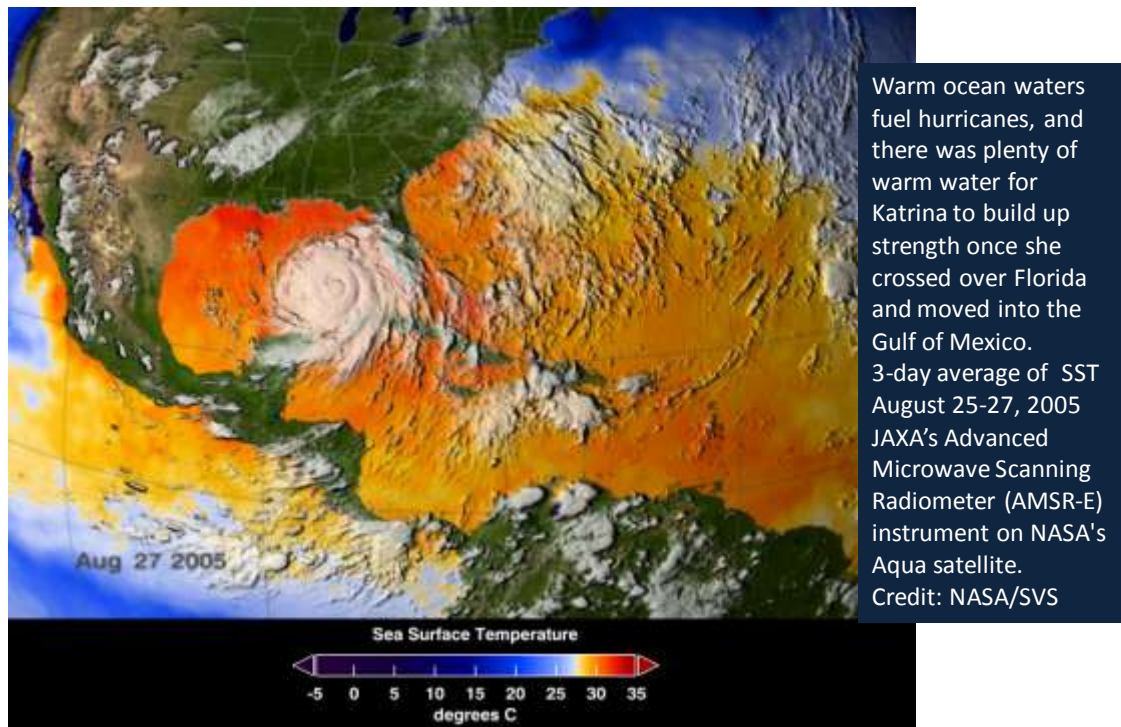 Warm ocean waters
fuel hurricanes, and
there was plenty of
warm water for
Katrina to build up
strength once she
crossed over Florida
and moved into the
Gulf of Mexico.
3-day average of  SST
August 25-27, 2005
JAXA’s Advanced
Microwave Scanning
Radiometer (AMSR-E)
instrument on NASA's
Aqua satellite.
Credit: NASA/SVS
Aug 27 2005
Sea Surface Temperature
-5 0 5 10 15 20 25 30 35
degrees C